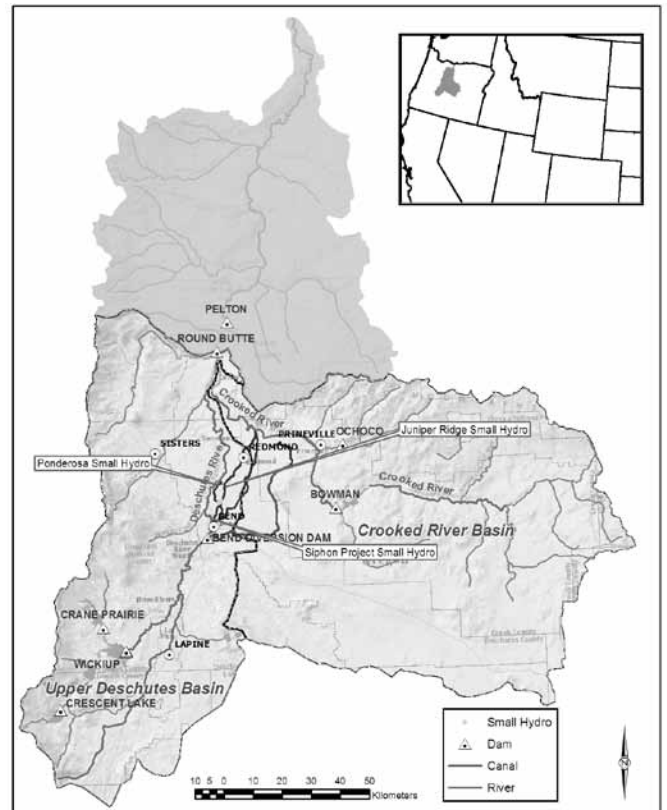 PELTON
ROUND BUTTE
Crooked River
PRINEVILLE
OCHOCO
Juniper Ridge Small Hydro
SISTERS
REDMOND
Ponderosa Small Hydro
Deschutes River
BOWMAN
Crooked River
BEND
Crooked River Basin
BEND DIVERSION DAM
Siphon Project Small Hydro
CRANE PRAIRIE
LAPINE
WICKIUP
Upper Deschutes Basin
CRESCENT LAKE
Small Hydro
Dam
Canal
River
10 5 0 10 20 30 40 50
Kilometers
N